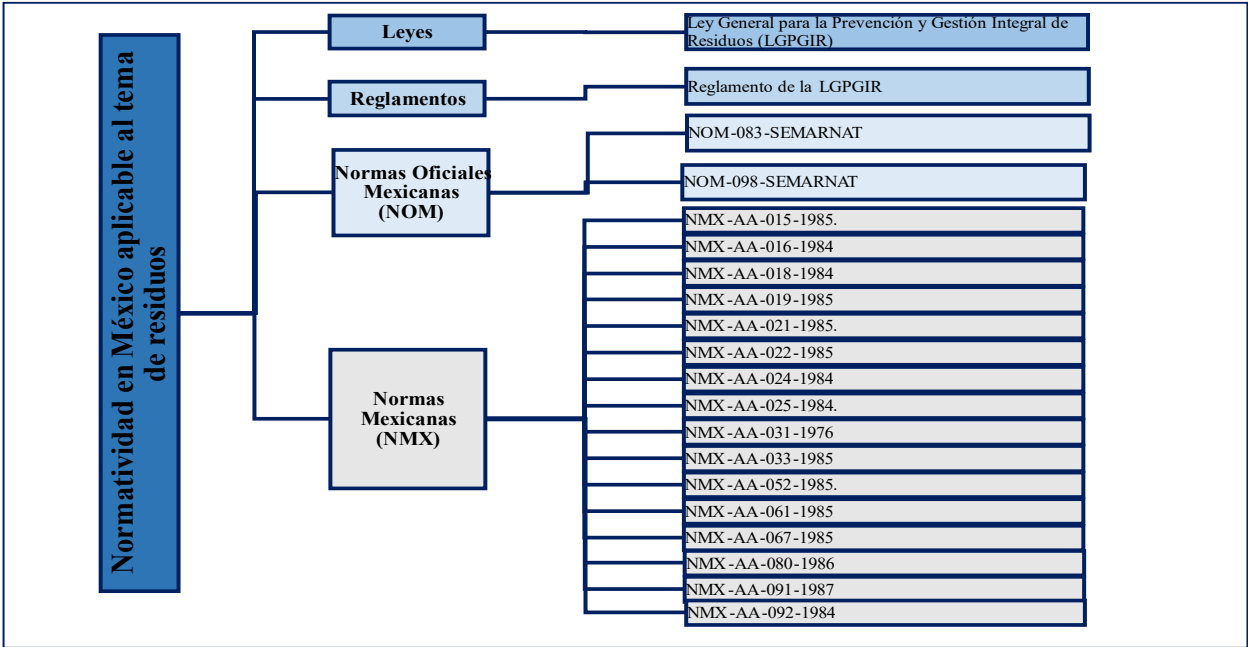 Normatividad en México aplicable al tema
de residuos
Leyes
Ley General para la Prevención y Gestión Integral de
Residuos (LGPGIR)
Reglamentos
Reglamento de la LGPGIR
Normas Oficiales
Mexicanas
(NOM)
NOM-083-SEMARNAT
NOM-098-SEMARNAT
Normas
Mexicanas
(NMX)
NMX-AA-015-1985.
NMX-AA-016-1984
NMX-AA-018-1984
NMX-AA-019-1985
NMX-AA-021-1985.
NMX-AA-022-1985
NMX-AA-024-1984
NMX-AA-025-1984.
NMX-AA-031-1976
NMX-AA-033-1985
NMX-AA-052-1985.
NMX-AA-061-1985
NMX-AA-067-1985
NMX-AA-080-1986
NMX-AA-091-1987
NMX-AA-092-1984